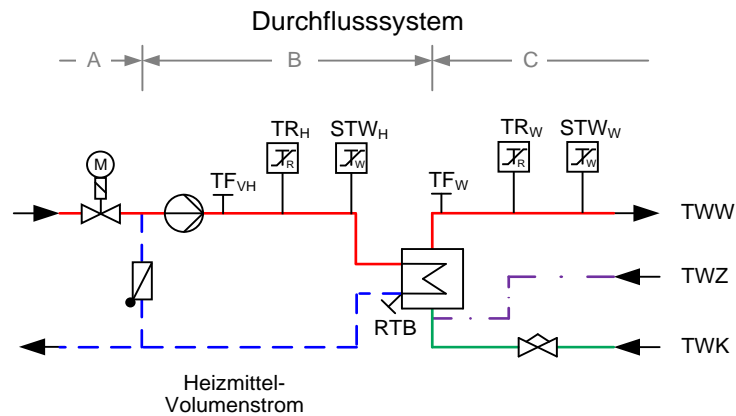 Durchflusssystem
A
B
C
TR_H
STW_H
TR_W
STW_W
M
R
W
R
W
TF_VH
TF_W
TWW
TWZ
RTB
TWK
Heizmittel-
Volumenstrom